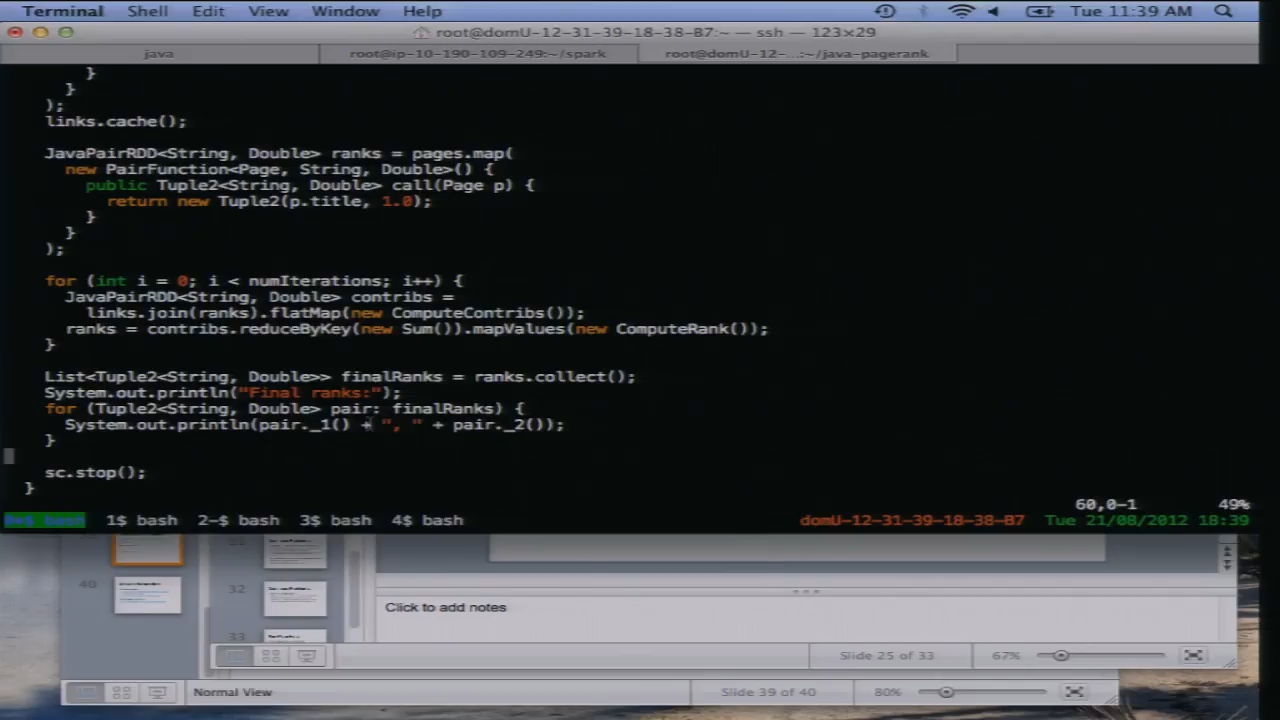 Terminal Shell Edit View Window Help Tue 11:39 AM
root@domU-12-31-39-18-38-B7:~ — ssh — 123×29
java root@ip-10-190-109-249:~/spark root@domU-12-...:~/java-pagerank
}
}
);
links.cache();
JavaPairRDD<String, Double> ranks = pages.map(
new PairFunction<Page, String, Double>() {
public Tuple2<String, Double> call(Page p) {
return new Tuple2(p.title, 1.0);
}
}
);
for (int i = 0; i < numIterations; i++) {
JavaPairRDD<String, Double> contribs =
links.join(ranks).flatMap(new ComputeContribs());
ranks = contribs.reduceByKey(new Sum()).mapValues(new ComputeRank());
}
List<Tuple2<String, Double>> finalRanks = ranks.collect();
System.out.println("Final ranks:");
for (Tuple2<String, Double> pair: finalRanks) {
System.out.println(pair._1() + ", " + pair._2());
}
sc.stop();
}
60,0-1 49%
0*$ bash 1$ bash 2-$ bash 3$ bash 4$ bash domU-12-31-39-18-38-B7 Tue 21/08/2012 18:39
40
32
33
Click to add notes
Slide 25 of 33 67%
Normal View Slide 39 of 40 80%